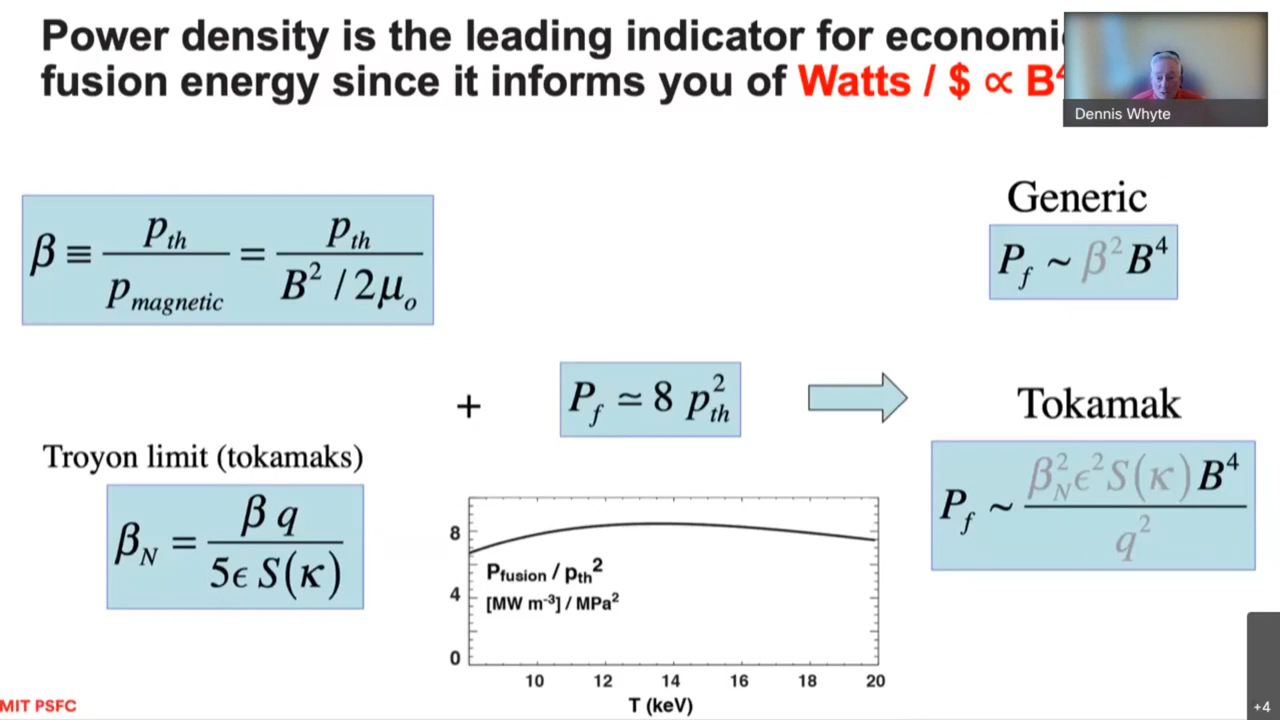 Power density is the leading indicator for economi
fusion energy since it informs you of Watts / $ ∝ B⁴
Dennis Whyte
β ≡ p_th / p_magnetic = p_th / (B² / 2μ_o)
Generic
P_f ~ β² B⁴
+
P_f ≃ 8 p_th²
Tokamak
P_f ~ β_N² ϵ² S(κ) B⁴ / q²
Troyon limit (tokamaks)
β_N = β q / 5ϵ S(κ)
8
4
0
Pfusion / pth²
[MW m⁻³] / MPa²
10 12 14 16 18 20
T (keV)
MIT PSFC
+4